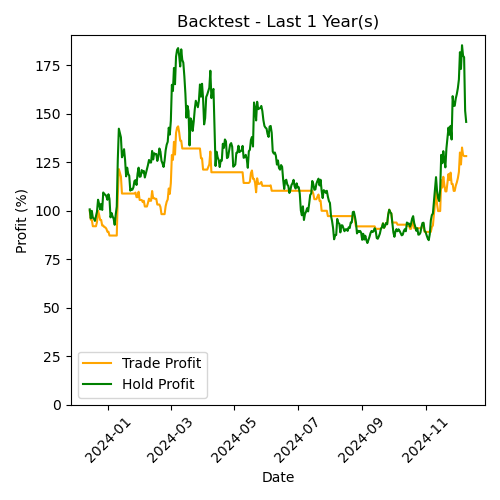 Backtest - Last 1 Year(s)
Profit (%)
175
150
125
100
75
50
25
0
Trade Profit
Hold Profit
2024-01
2024-03
2024-05
2024-07
2024-09
2024-11
Date